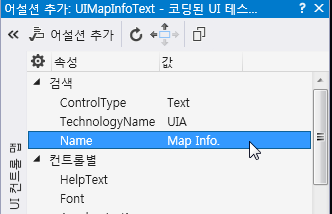 어설션 추가: UIMapInfoText - 코딩된 UI 테스...
어설션 추가
속성 값
검색
ControlType Text
TechnologyName UIA
Name Map Info.
컨트롤별
HelpText
Font
UI 컨트롤 맵